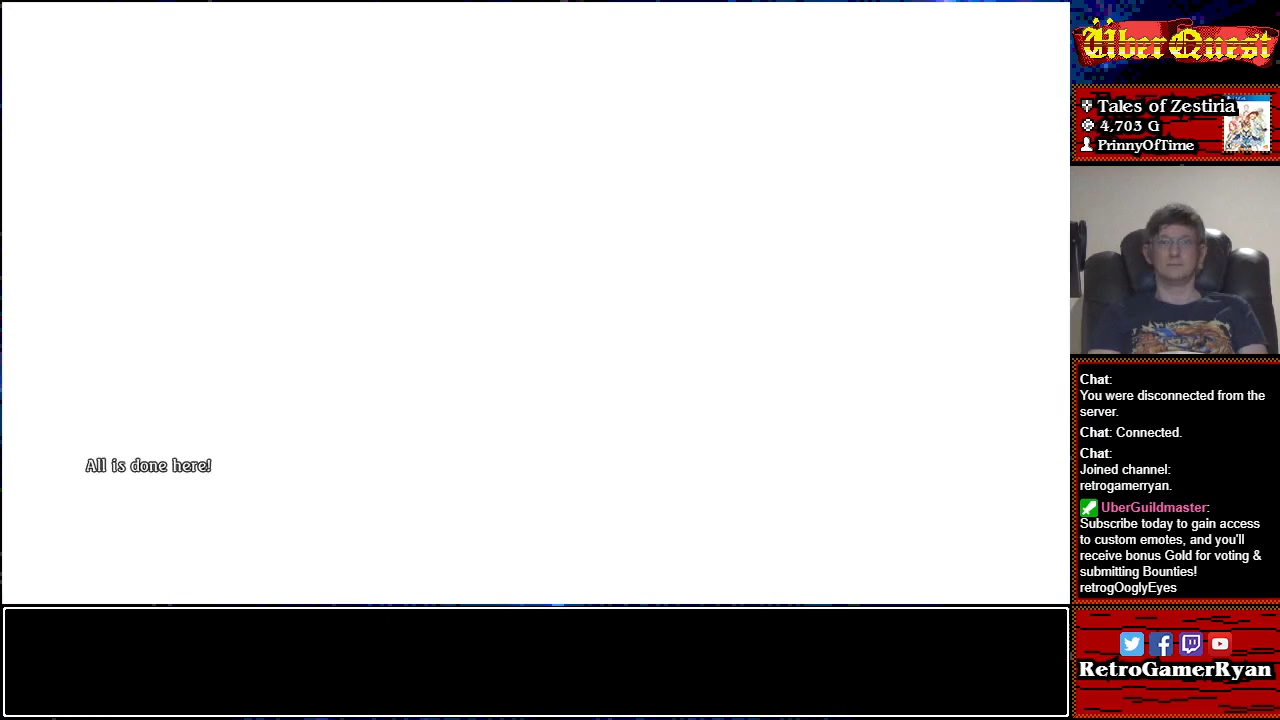 All is done here!
ÜberQuest
Tales of Zestiria
4,703 G
PrinnyOfTime
Chat:
You were disconnected from the
server.
Chat: Connected.
Chat:
Joined channel:
retrogamerryan.
UberGuildmaster:
Subscribe today to gain access
to custom emotes, and you'll
receive bonus Gold for voting &
submitting Bounties!
retrogOoglyEyes
RetroGamerRyan